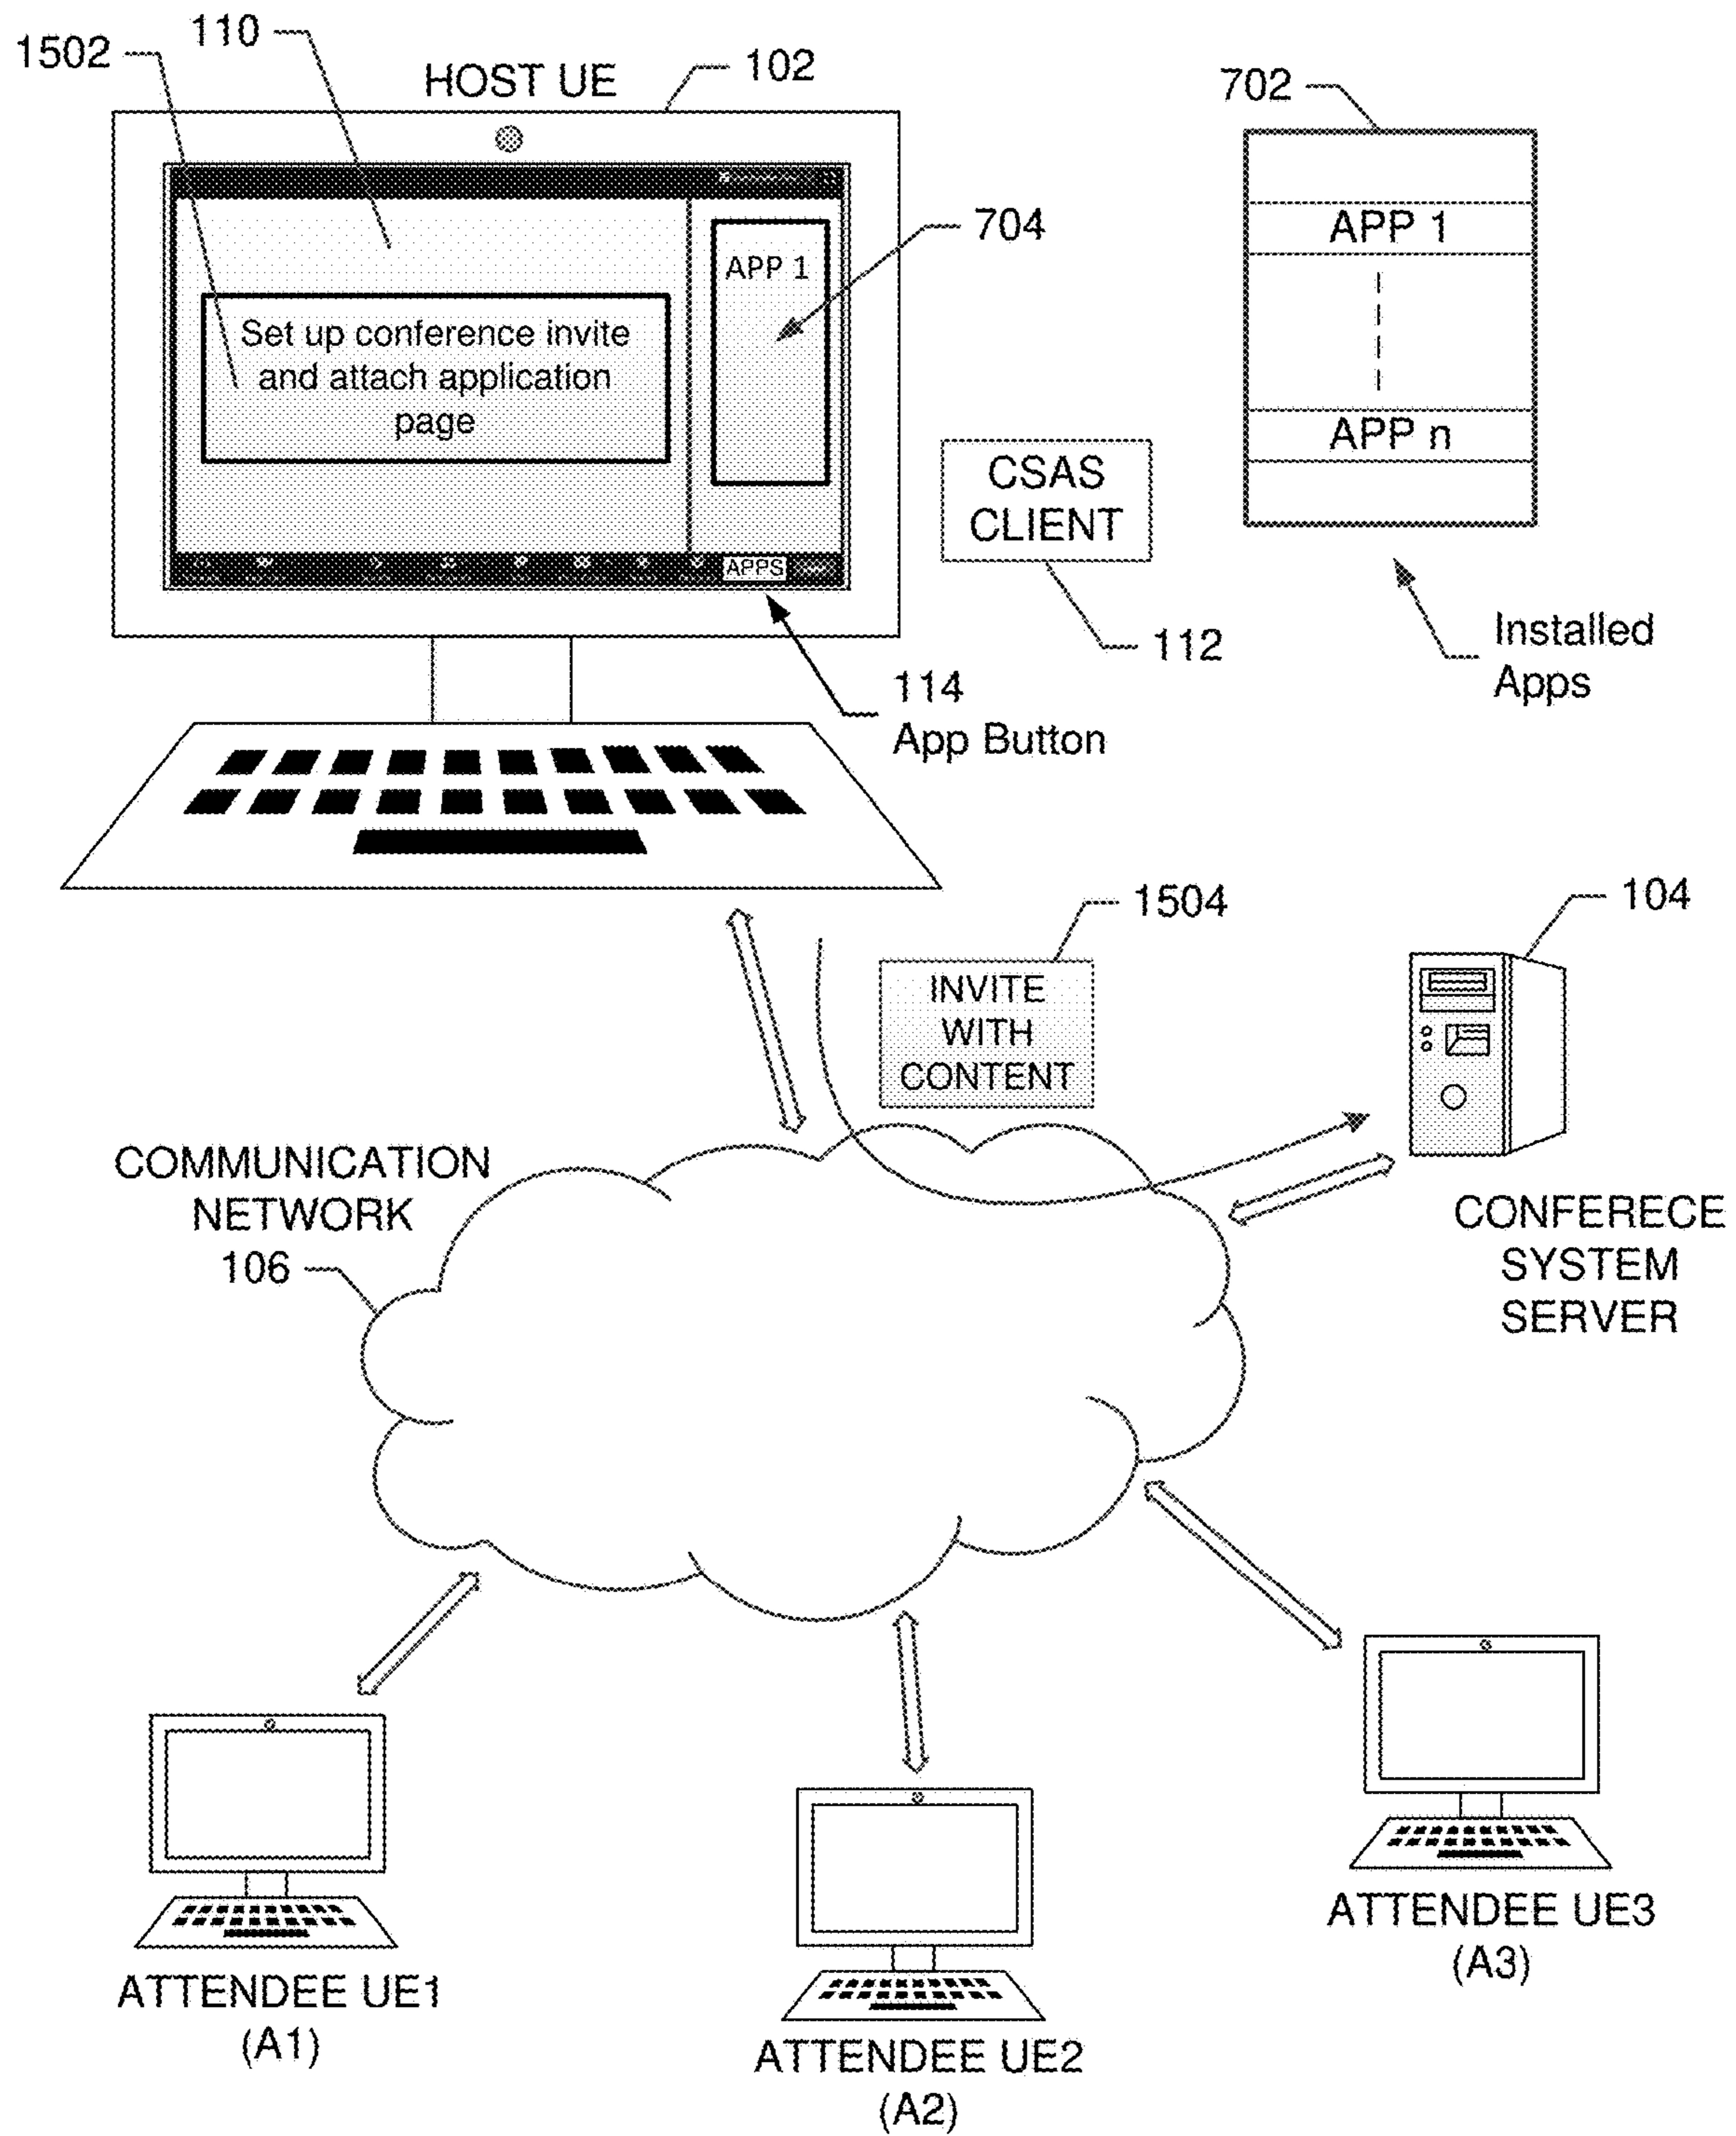 110
1502
HOST UE
102
702
704
APP 1
Set up conference invite
and attach application
page
APPS
APP 1
APP n
CSAS
CLIENT
112
Installed
Apps
114
App Button
1504
104
INVITE
WITH
CONTENT
COMMUNICATION
NETWORK
106
CONFERECE
SYSTEM
SERVER
ATTENDEE UE3
(A3)
ATTENDEE UE1
(A1)
ATTENDEE UE2
(A2)